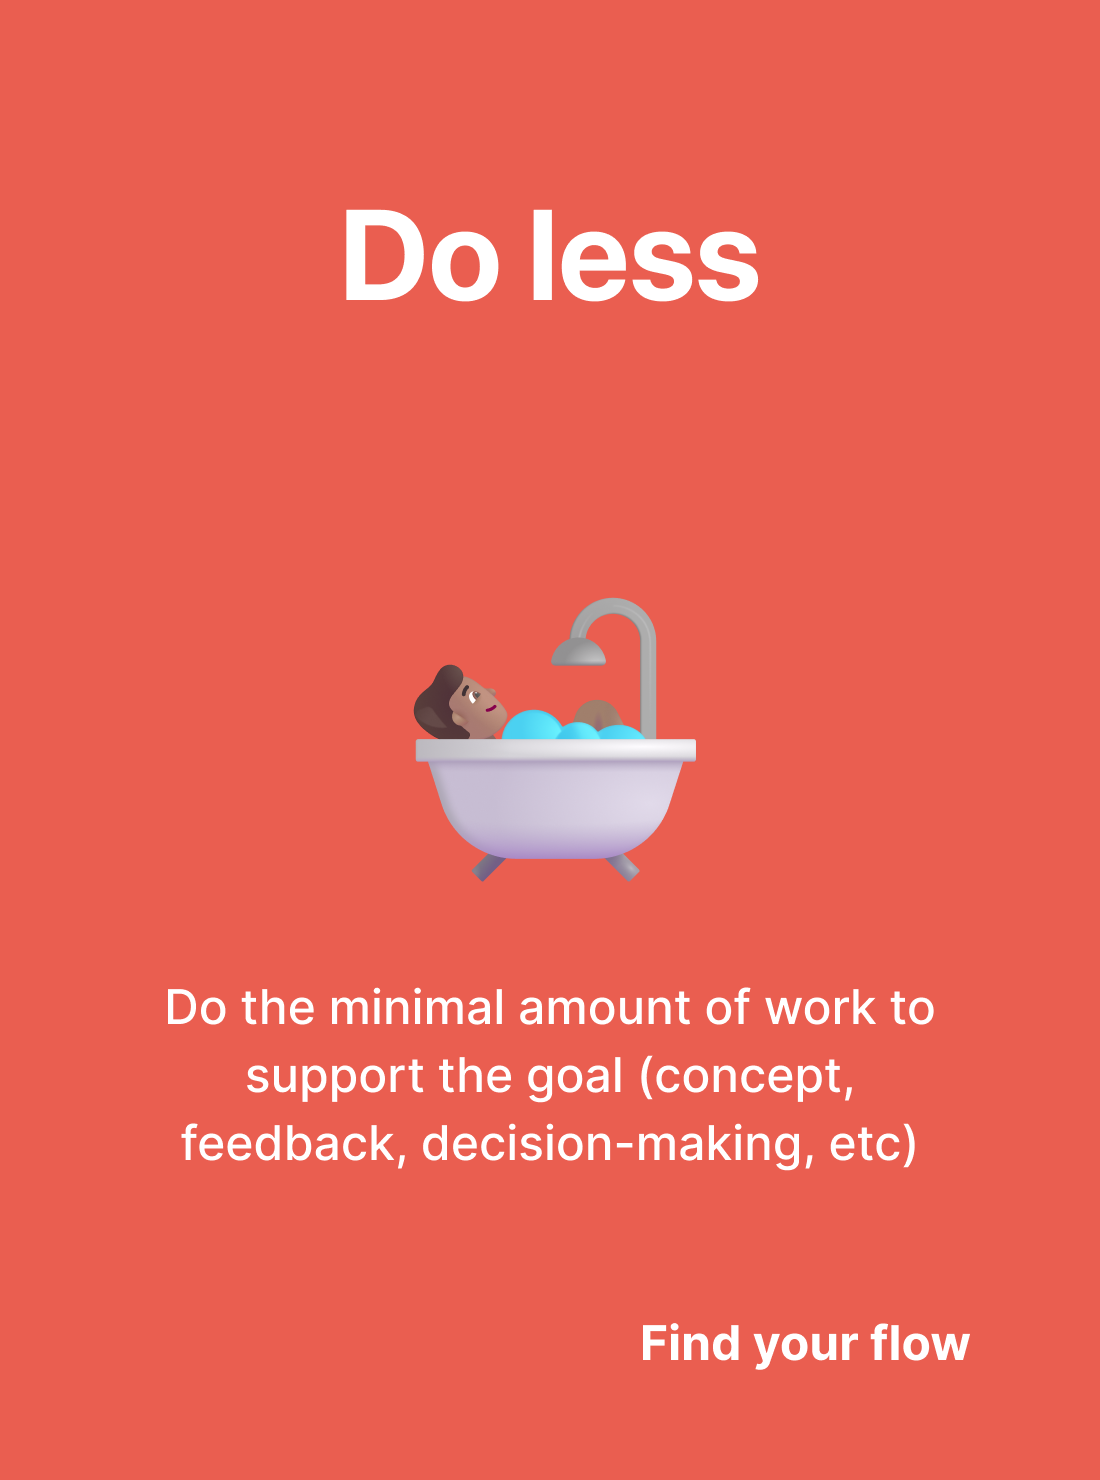 Do less
Do the minimal amount of work to
support the goal (concept,
feedback, decision-making, etc)
Find your flow